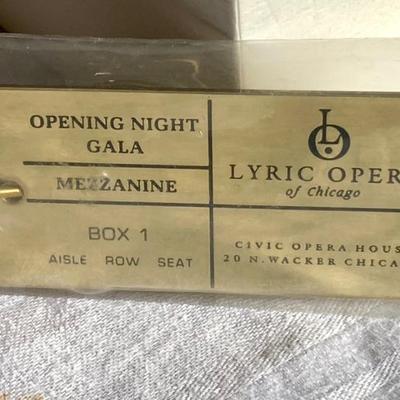 OPENING NIGHT
GALA
MEZZANINE
BOX 1
AISLE ROW SEAT
LO
LYRIC OPER
of Chicago
CIVIC OPERA HOUS
20 N. WACKER CHICA